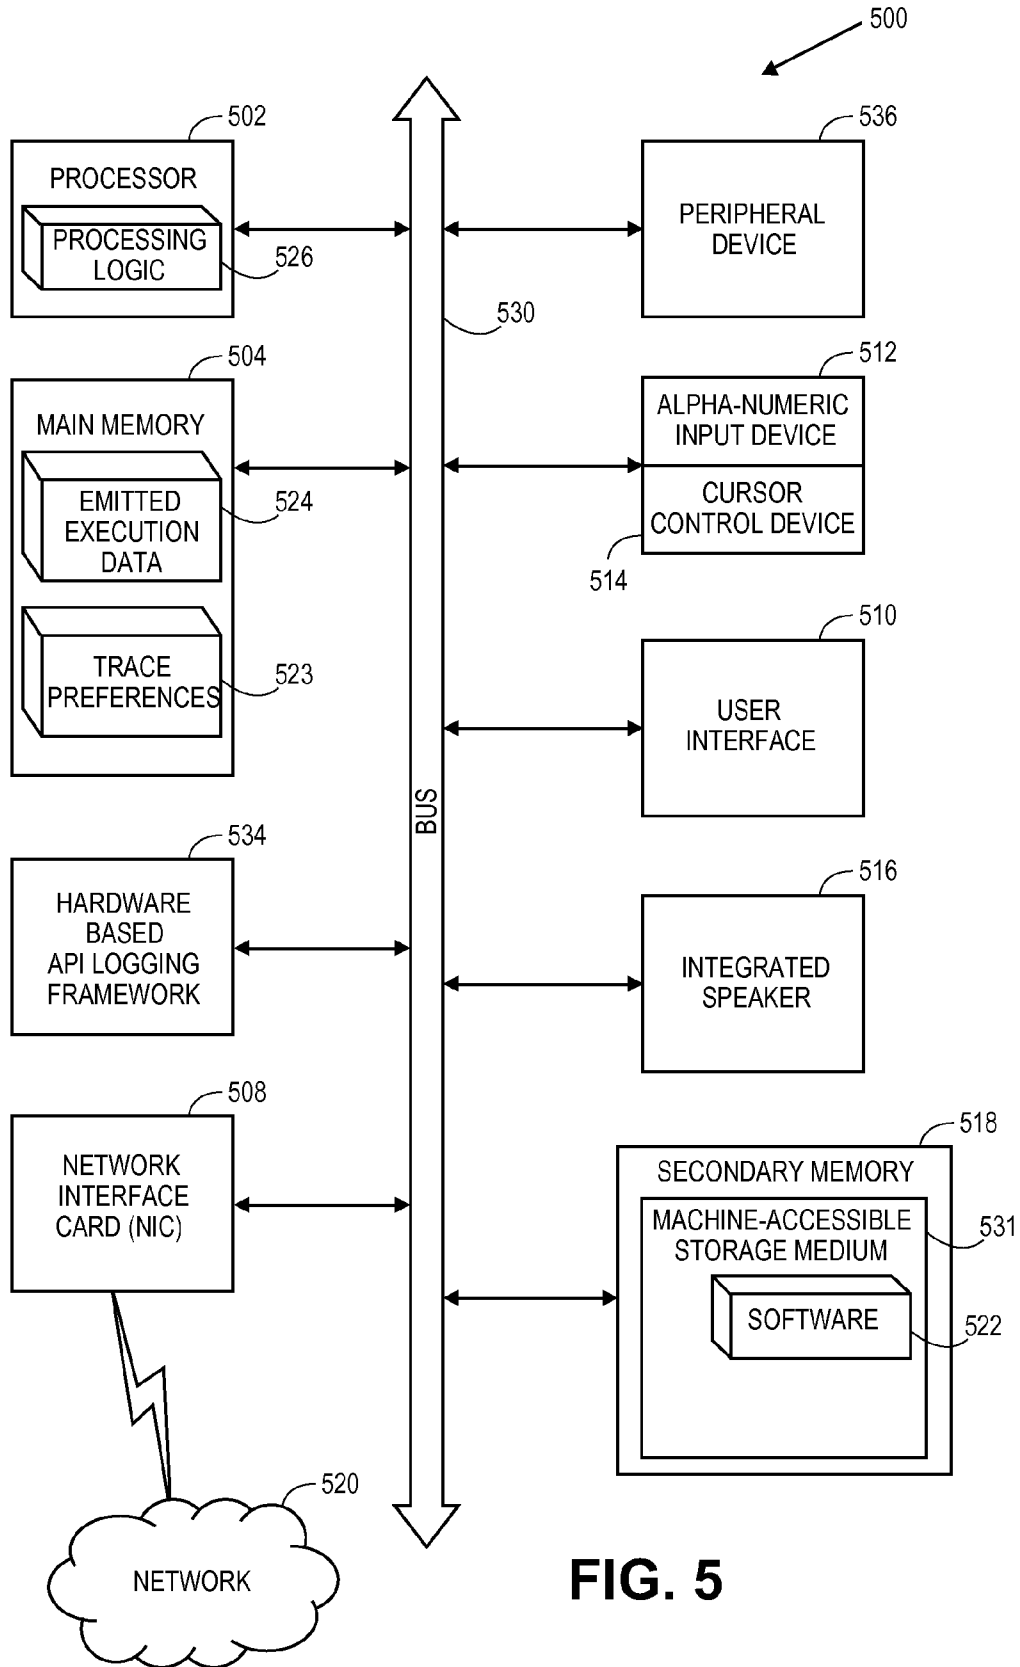 500
502
PROCESSOR
PROCESSING
LOGIC
526
536
PERIPHERAL
DEVICE
530
504
MAIN MEMORY
EMITTED
EXECUTION
DATA
524
TRACE
PREFERENCES
523
512
ALPHA-NUMERIC
INPUT DEVICE
CURSOR
CONTROL DEVICE
514
510
USER
INTERFACE
BUS
534
HARDWARE
BASED
API LOGGING
FRAMEWORK
516
INTEGRATED
SPEAKER
508
NETWORK
INTERFACE
CARD (NIC)
518
SECONDARY MEMORY
MACHINE-ACCESSIBLE
STORAGE MEDIUM
531
SOFTWARE
522
520
NETWORK
FIG. 5